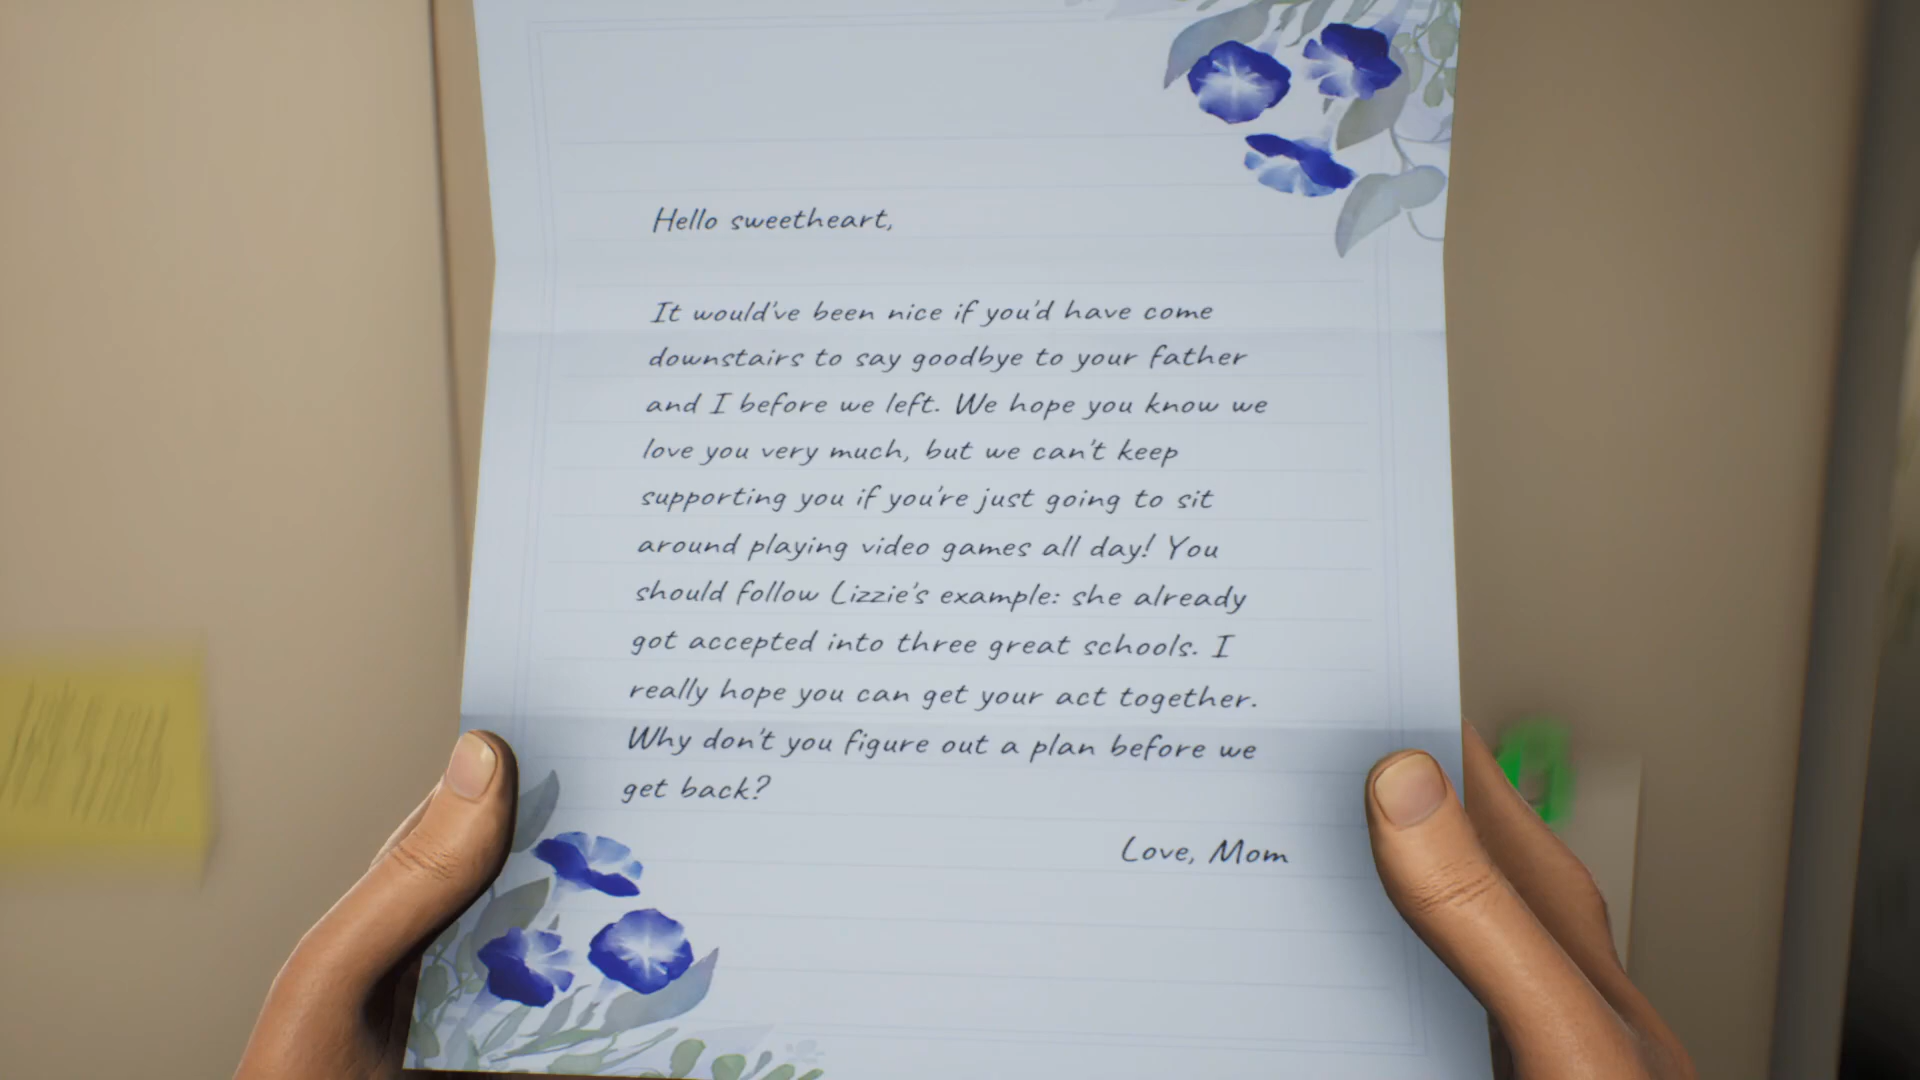 Hello sweetheart,
It would've been nice if you'd have come
downstairs to say goodbye to your father
and I before we left. We hope you know we
love you very much, but we can't keep
supporting you if you're just going to sit
around playing video games all day! You
should follow Lizzie's example: she already
got accepted into three great schools. I
really hope you can get your act together.
Why don't you figure out a plan before we
get back?
Love, Mom